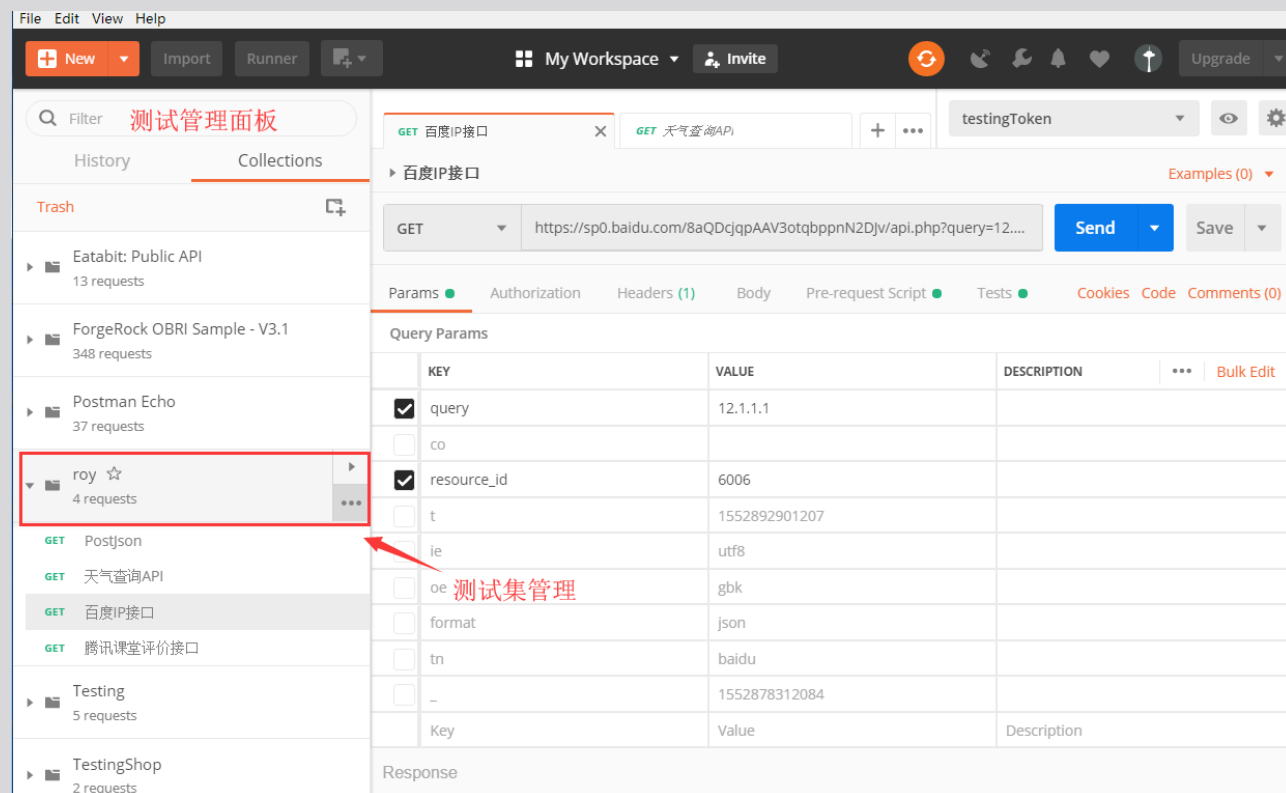 File Edit View Help
New Import Runner My Workspace Invite Upgrade
Filter 测试管理面板
History Collections
Trash
Eatabit: Public API
13 requests
ForgeRock OBRI Sample - V3.1
348 requests
Postman Echo
37 requests
roy
4 requests
GET PostJson
GET 天气查询API
GET 百度IP接口
GET 腾讯课堂评价接口
Testing
5 requests
TestingShop
2 requests
测试集管理
GET 百度IP接口 GET 天气查询API
testingToken
百度IP接口 Examples (0)
GET https://sp0.baidu.com/8aQDcjqpAAV3otqbppnN2DJv/api.php?query=12.... Send Save
Params Authorization Headers (1) Body Pre-request Script Tests Cookies Code Comments (0)
Query Params
KEY VALUE DESCRIPTION Bulk Edit
query 12.1.1.1
co
resource_id 6006
t 1552892901207
ie utf8
oe gbk
format json
tn baidu
_ 1552878312084
Key Value Description
Response